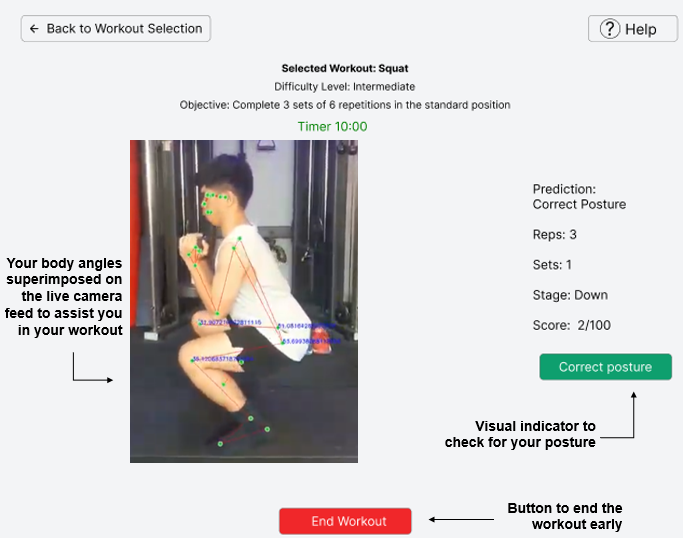 ← Back to Workout Selection
? Help
Selected Workout: Squat
Difficulty Level: Intermediate
Objective: Complete 3 sets of 6 repetitions in the standard position
Timer 10:00
Prediction:
Correct Posture
Reps: 3
Sets: 1
Stage: Down
Score: 2/100
Correct posture
Your body angles
superimposed on
the live camera
feed to assist you
in your workout
Visual indicator to
check for your posture
End Workout
Button to end the
workout early